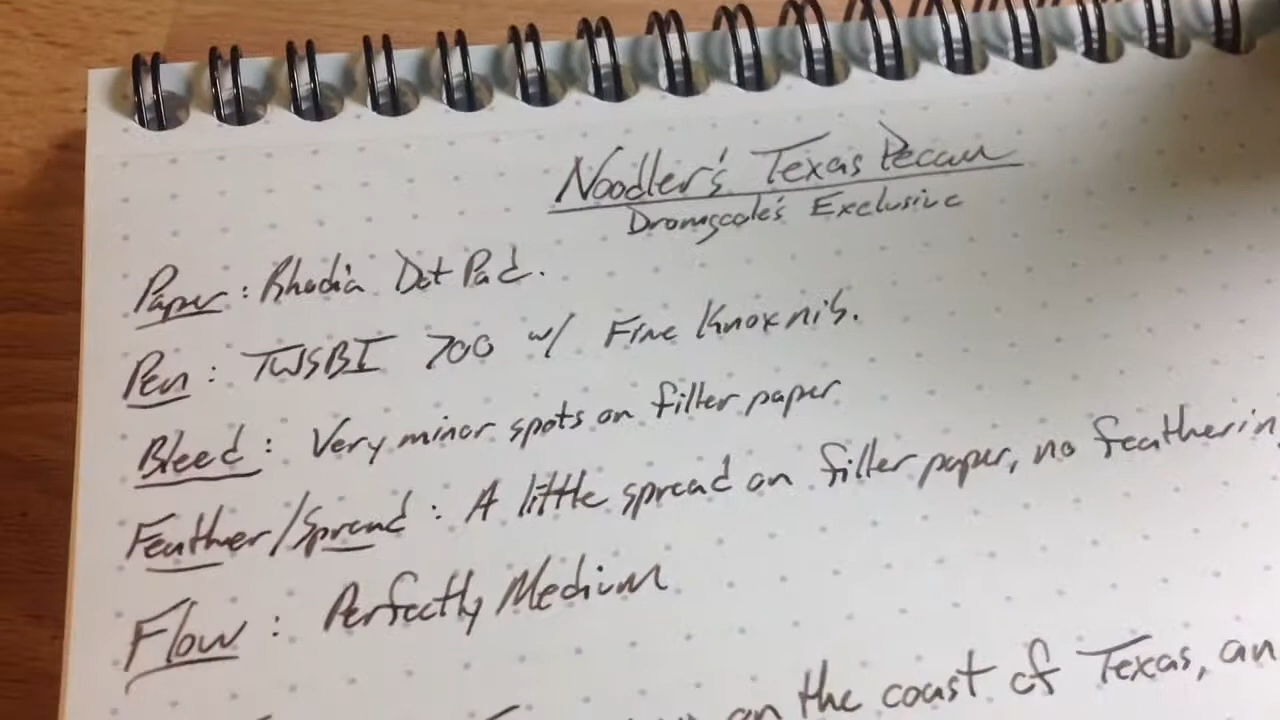 Noodler's Texas Pecan
Dromgoole's Exclusive
Paper: Rhodia Dot Pad.
Pen: TWSBI 700 w/ Fine Knox nib.
Bleed: Very minor spots on filter paper
Feather/Spread: A little spread on filler paper, no featherin
Flow: Perfectly Medium
on the coast of Texas, an